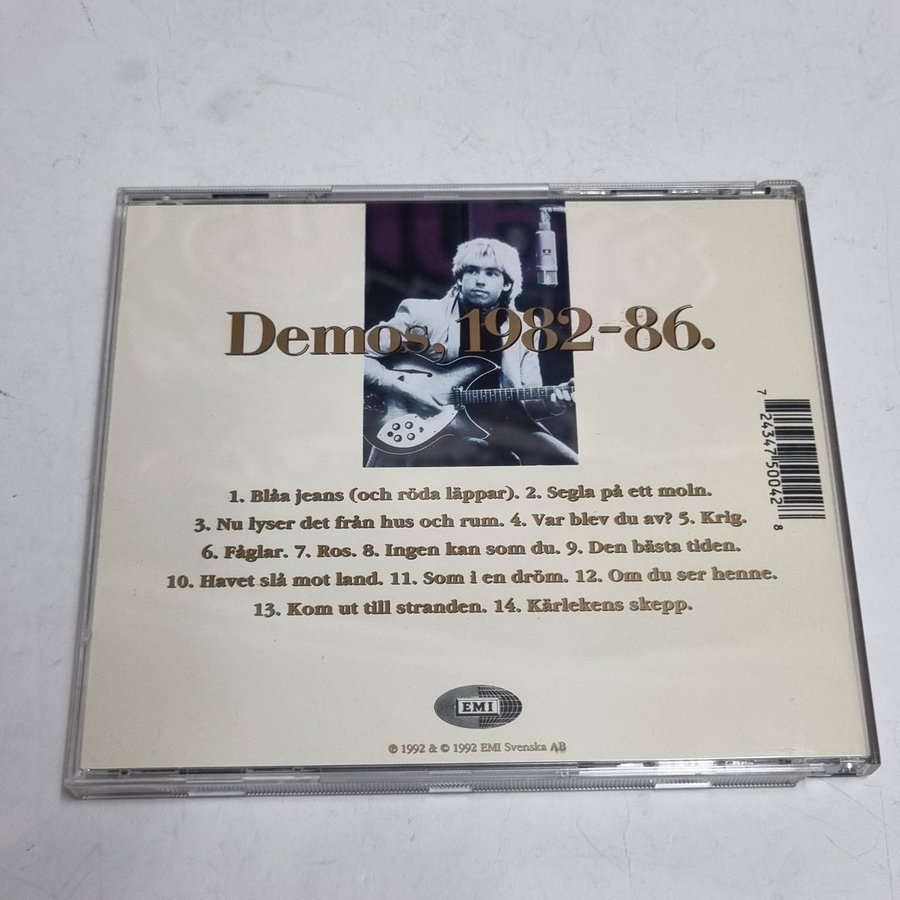 Demos, 1982-86.
1. Blåa jeans (och röda läppar). 2. Segla på ett moln.
3. Nu lyser det från hus och rum. 4. Var blev du av? 5. Krig.
6. Fåglar. 7. Ros. 8. Ingen kan som du. 9. Den bästa tiden.
10. Havet slå mot land. 11. Som i en dröm. 12. Om du ser henne.
13. Kom ut till stranden. 14. Kärlekens skepp.
7 24347 50042 8
EMI
℗ 1992 & © 1992 EMI Svenska AB